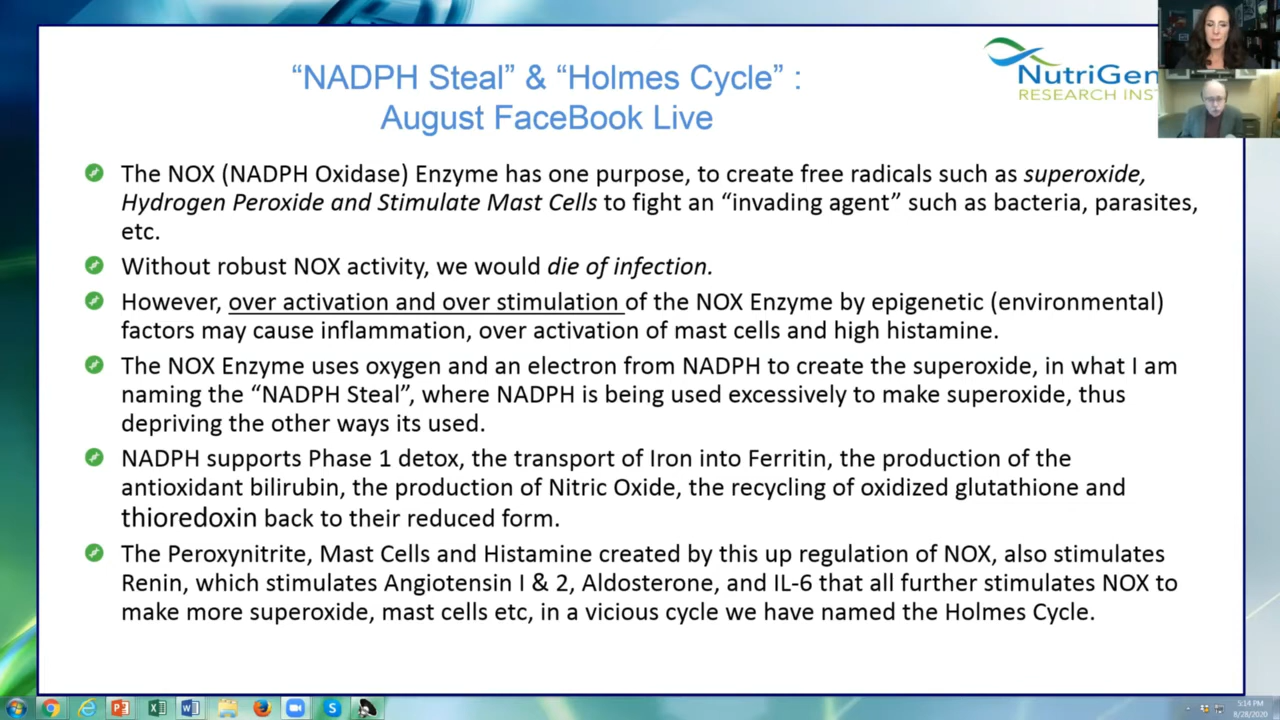 “NADPH Steal” & “Holmes Cycle” :
August FaceBook Live
NutriGen
RESEARCH INST
The NOX (NADPH Oxidase) Enzyme has one purpose, to create free radicals such as superoxide,
Hydrogen Peroxide and Stimulate Mast Cells to fight an “invading agent” such as bacteria, parasites,
etc.
Without robust NOX activity, we would die of infection.
However, over activation and over stimulation of the NOX Enzyme by epigenetic (environmental)
factors may cause inflammation, over activation of mast cells and high histamine.
The NOX Enzyme uses oxygen and an electron from NADPH to create the superoxide, in what I am
naming the “NADPH Steal”, where NADPH is being used excessively to make superoxide, thus
depriving the other ways its used.
NADPH supports Phase 1 detox, the transport of Iron into Ferritin, the production of the
antioxidant bilirubin, the production of Nitric Oxide, the recycling of oxidized glutathione and
thioredoxin back to their reduced form.
The Peroxynitrite, Mast Cells and Histamine created by this up regulation of NOX, also stimulates
Renin, which stimulates Angiotensin I & 2, Aldosterone, and IL-6 that all further stimulates NOX to
make more superoxide, mast cells etc, in a vicious cycle we have named the Holmes Cycle.
5:14 PM
8/28/2020